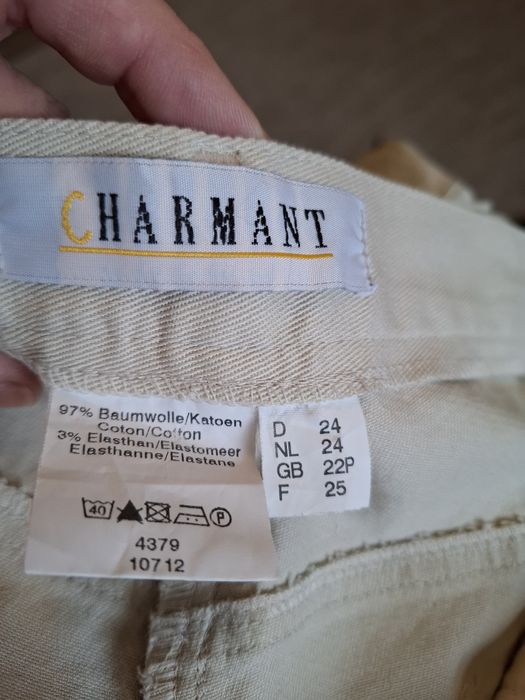 CHARMANT
97% Baumwolle/Katoen
Coton/Cotton
3% Elasthan/Elastomeer
Elasthanne/Elastane
40 P
4379
10712
D 24
NL 24
GB 22P
F 25